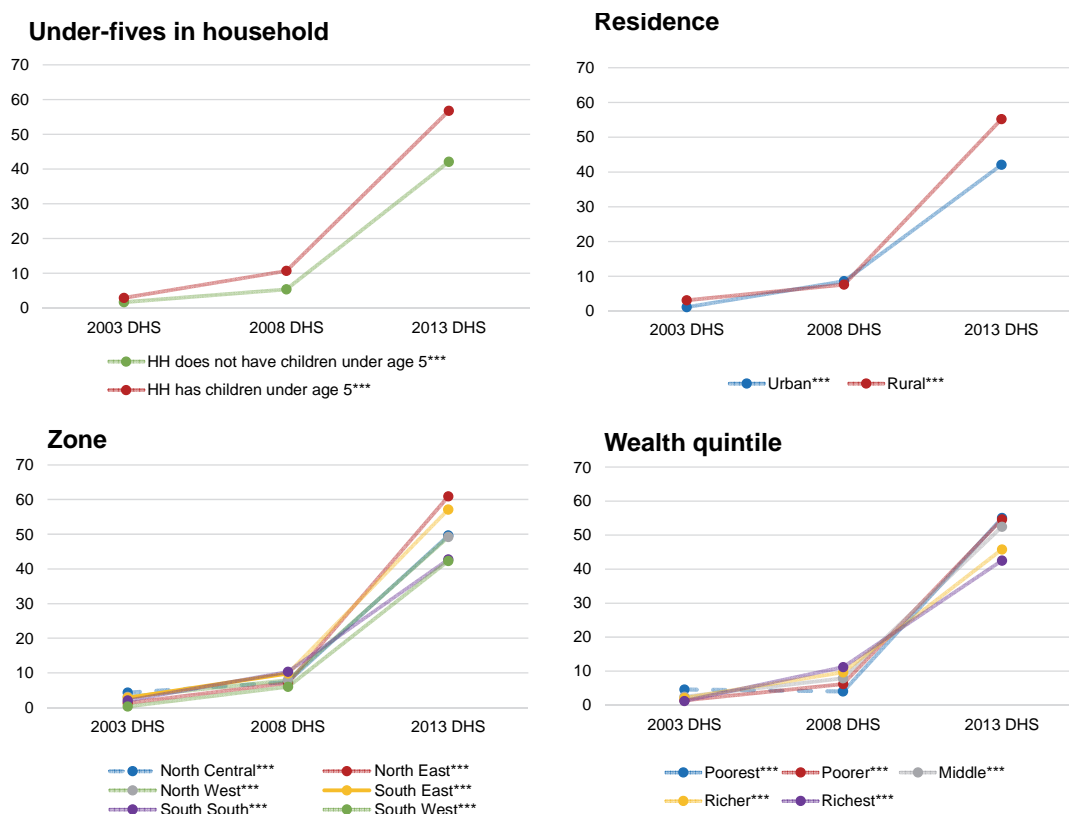 Under-fives in household
70
60
50
40
30
20
10
0
2003 DHS 2008 DHS 2013 DHS
HH does not have children under age 5***
HH has children under age 5***
Residence
70
60
50
40
30
20
10
0
2003 DHS 2008 DHS 2013 DHS
Urban*** Rural***
Zone
70
60
50
40
30
20
10
0
2003 DHS 2008 DHS 2013 DHS
North Central*** North East***
North West*** South East***
South South*** South West***
Wealth quintile
70
60
50
40
30
20
10
0
2003 DHS 2008 DHS 2013 DHS
Poorest*** Poorer*** Middle***
Richer*** Richest***